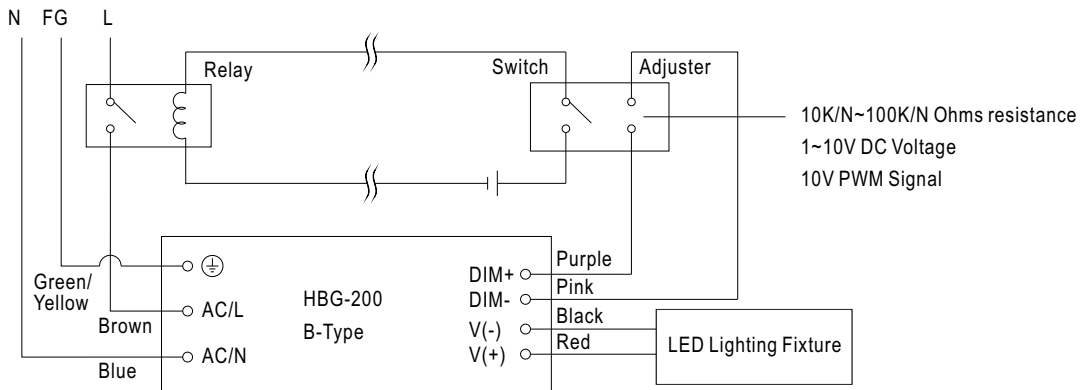 N FG L
Relay
Switch
Adjuster
10K/N~100K/N Ohms resistance
1~10V DC Voltage
10V PWM Signal
Green/
Yellow
Brown
Blue
AC/L
AC/N
HBG-200
B-Type
DIM+
DIM-
V(-)
V(+)
Purple
Pink
Black
Red
LED Lighting Fixture